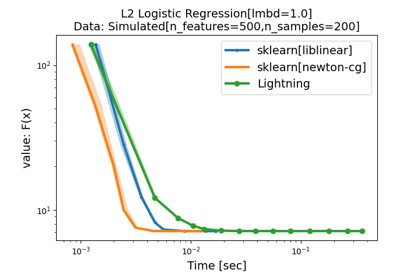 L2 Logistic Regression[lmbd=1.0]
Data: Simulated[n_features=500,n_samples=200]
sklearn[liblinear]
sklearn[newton-cg]
Lightning
value: F(x)
10²
10¹
10⁻³
10⁻²
10⁻¹
Time [sec]